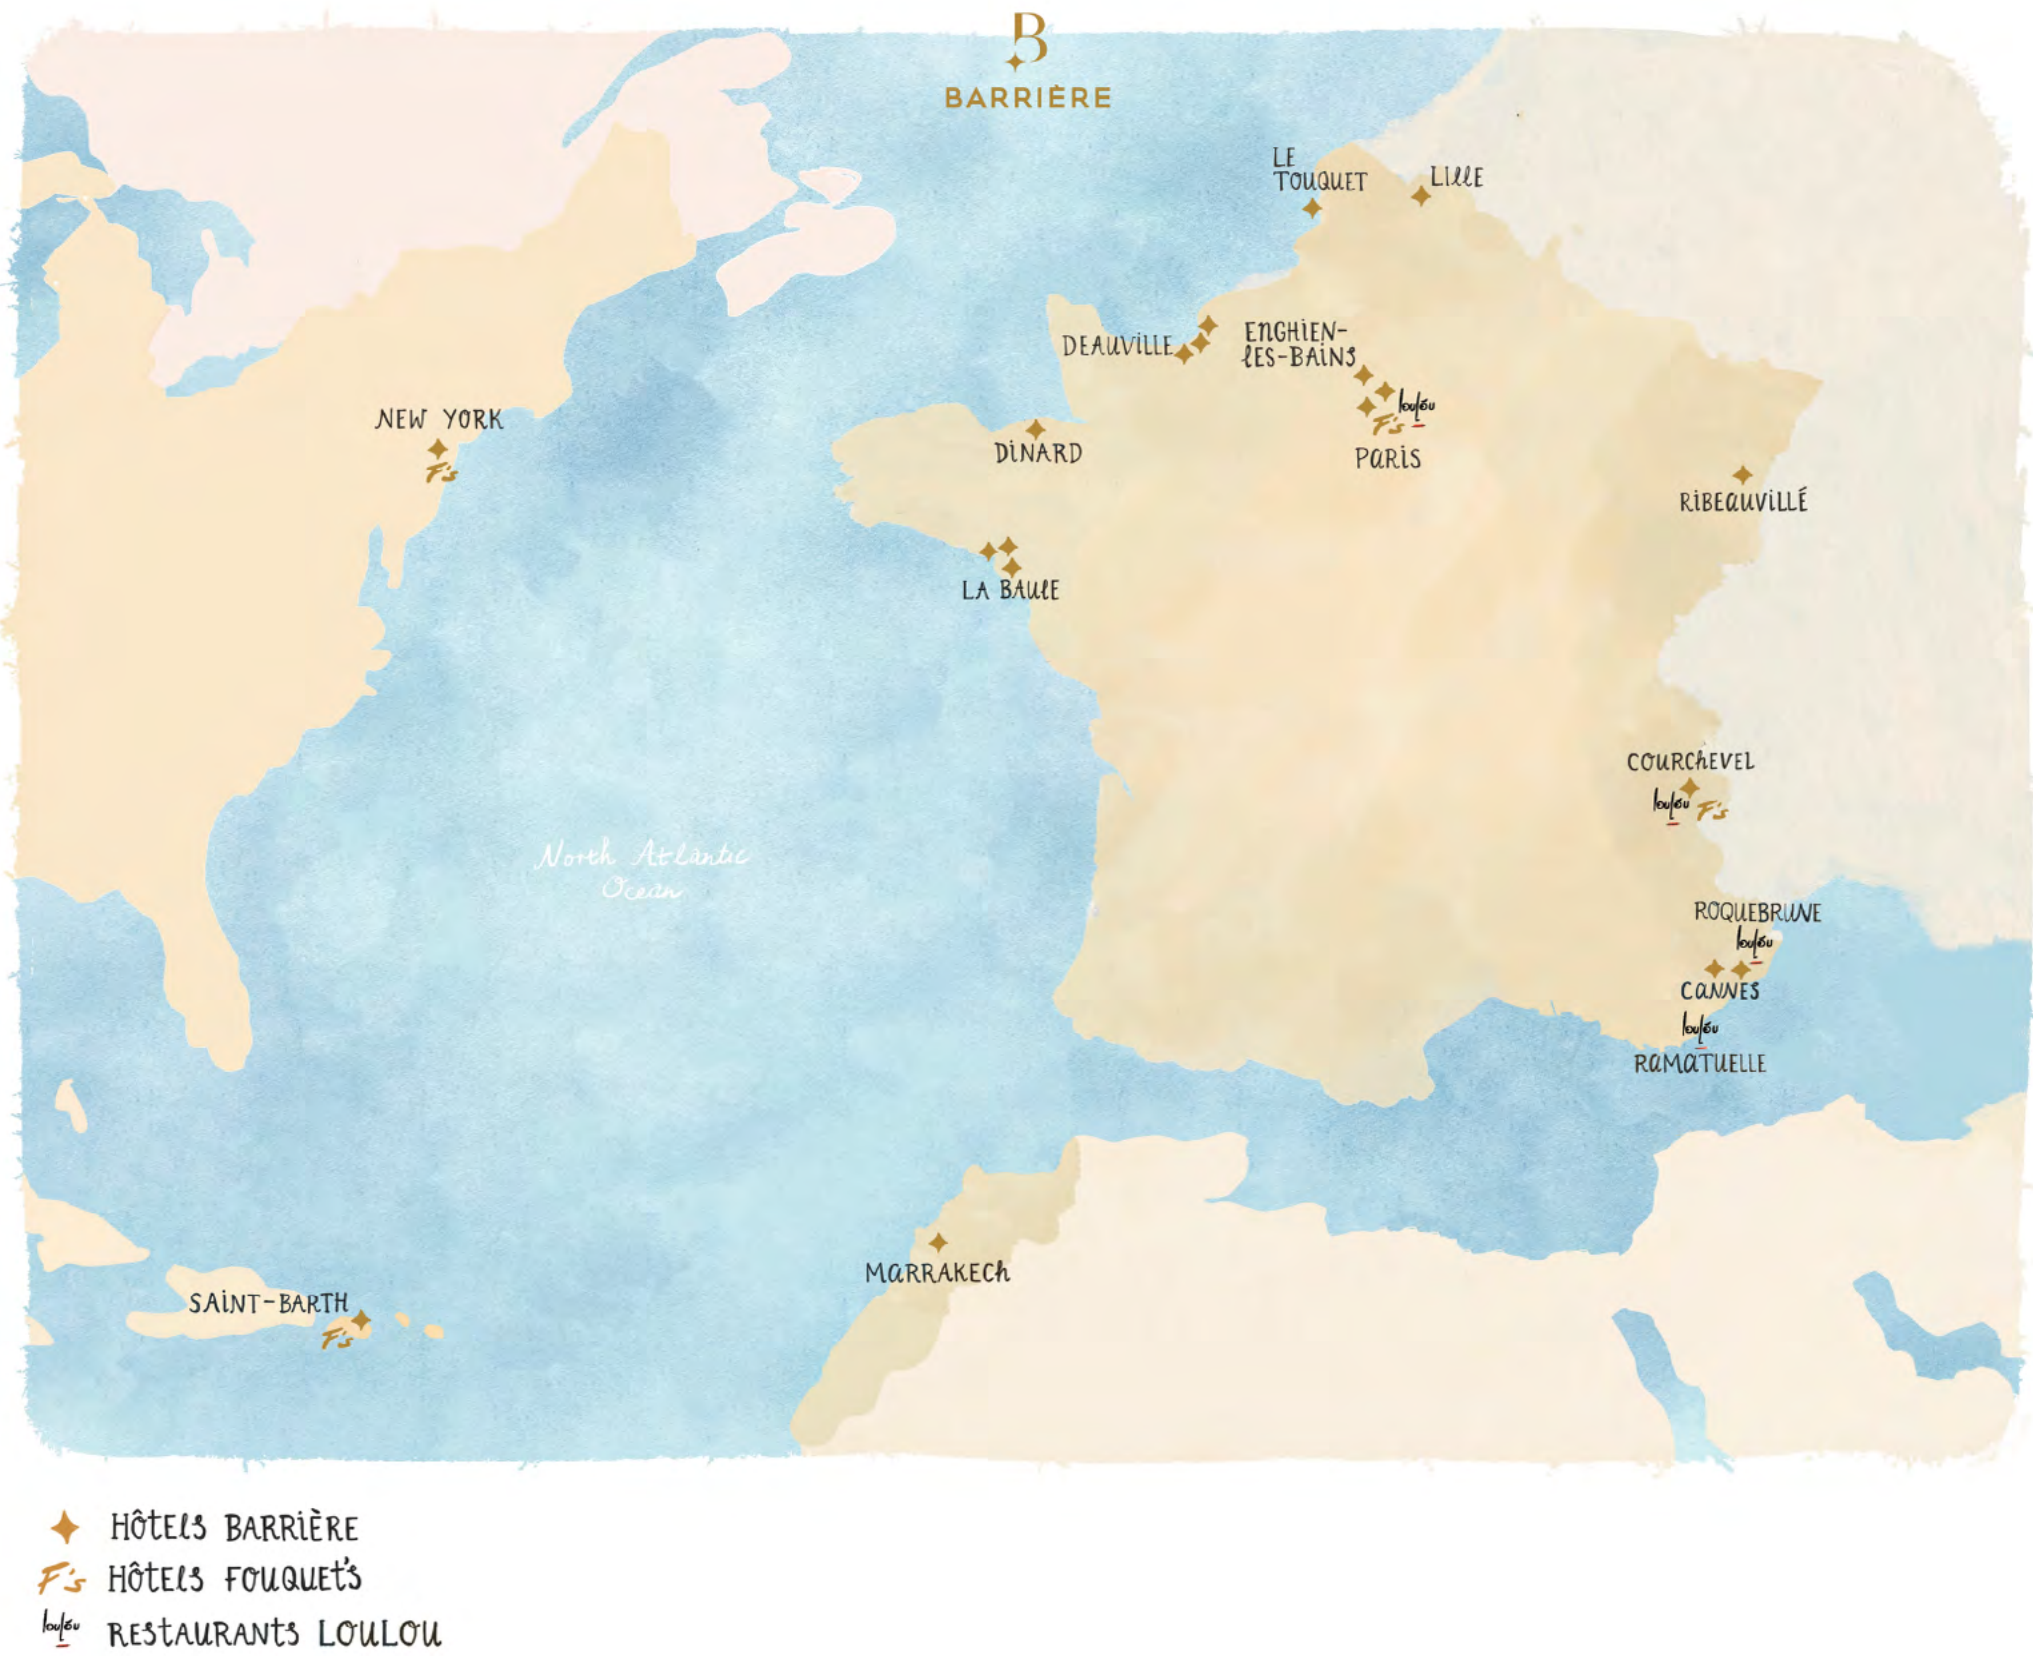 B
BARRIÈRE
LE
TOUQUET
LILLE
DEAUVILLE
ENGHIEN-
LES-BAINS
loulou
F's
PARIS
NEW YORK
F's
DINARD
RIBEAUVILLÉ
LA BAULE
COURCHEVEL
loulou F's
North Atlantic
Ocean
ROQUEBRUNE
loulou
CANNES
loulou
RAMATUELLE
MARRAKECH
SAINT-BARTH
F's
HÔTELS BARRIÈRE
F's HÔTELS FOUQUET'S
loulou RESTAURANTS LOULOU